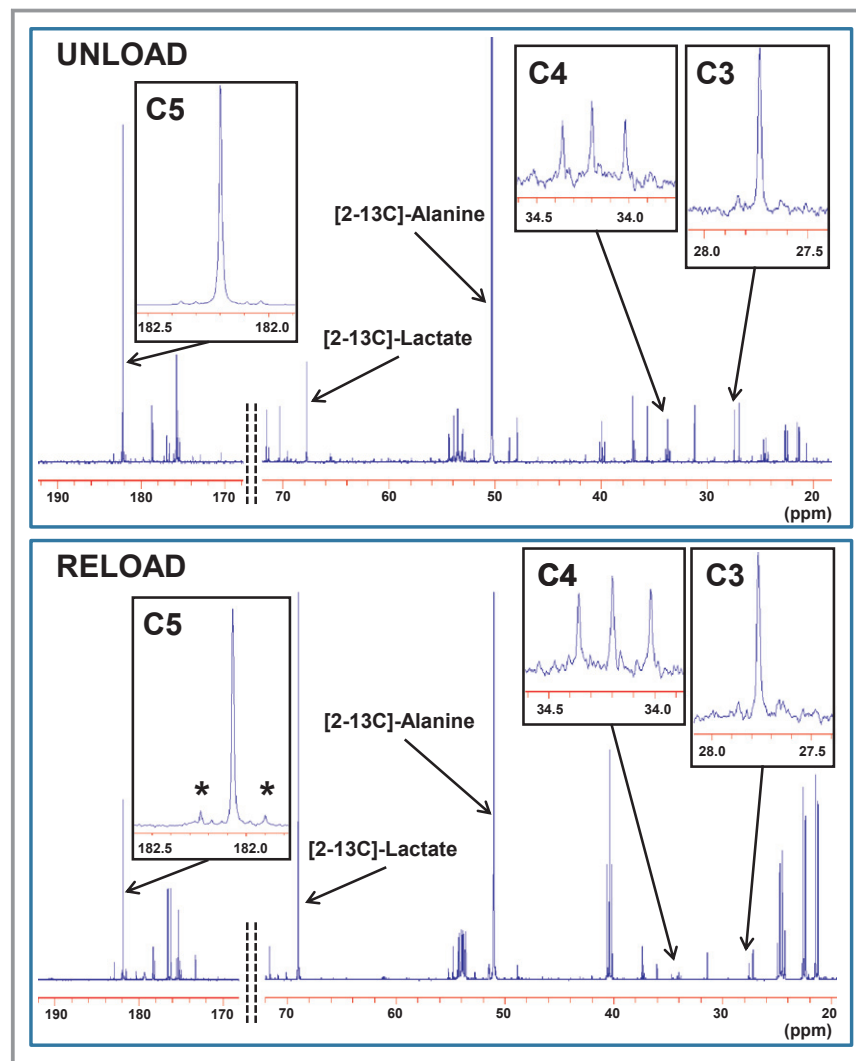 UNLOAD
C5
182.5 182.0
[2-13C]-Alanine
[2-13C]-Lactate
C4
34.5 34.0
C3
28.0 27.5
190 180 170 70 60 50 40 30 20
(ppm)
RELOAD
C5
* *
182.5 182.0
[2-13C]-Alanine
[2-13C]-Lactate
C4
34.5 34.0
C3
28.0 27.5
190 180 170 70 60 50 40 30 20
(ppm)